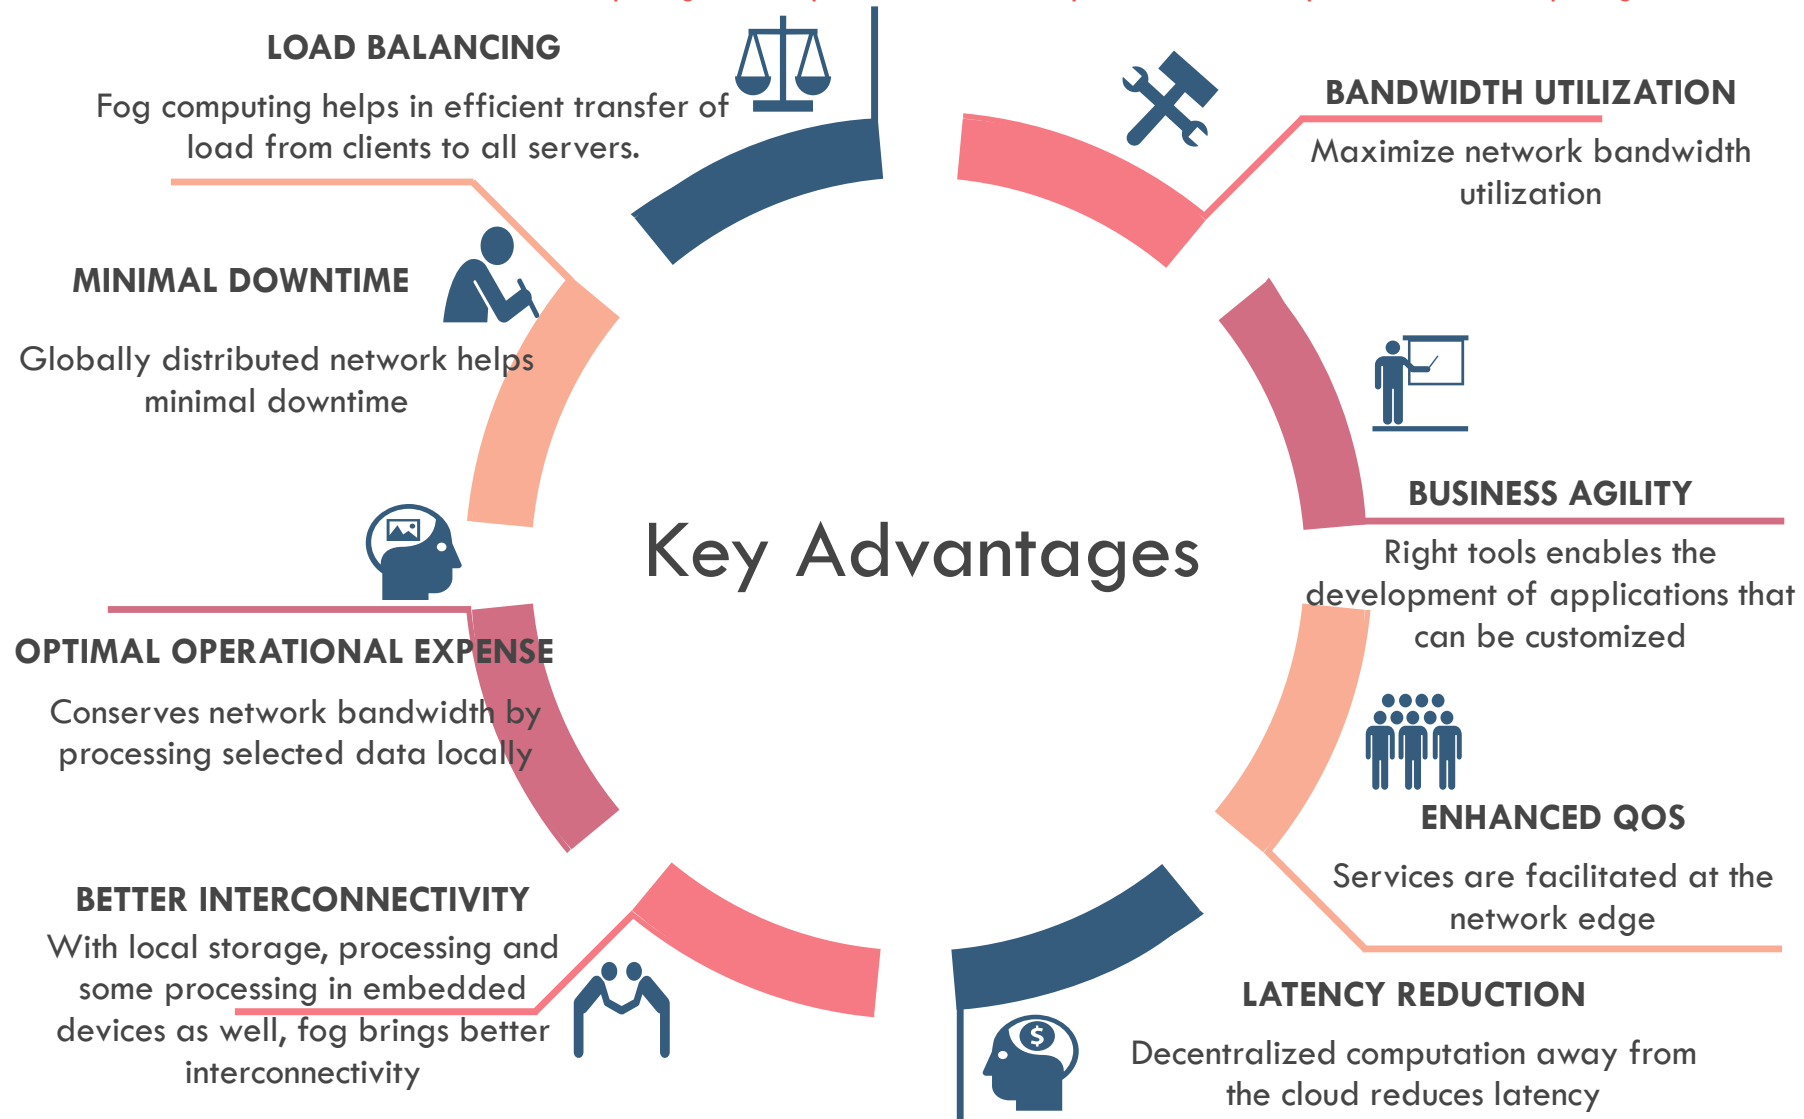 LOAD BALANCING
Fog computing helps in efficient transfer of
load from clients to all servers.
BANDWIDTH UTILIZATION
Maximize network bandwidth
utilization
MINIMAL DOWNTIME
Globally distributed network helps
minimal downtime
BUSINESS AGILITY
Right tools enables the
development of applications that
can be customized
Key Advantages
OPTIMAL OPERATIONAL EXPENSE
Conserves network bandwidth by
processing selected data locally
ENHANCED QOS
Services are facilitated at the
network edge
BETTER INTERCONNECTIVITY
With local storage, processing and
some processing in embedded
devices as well, fog brings better
interconnectivity
LATENCY REDUCTION
Decentralized computation away from
the cloud reduces latency
$